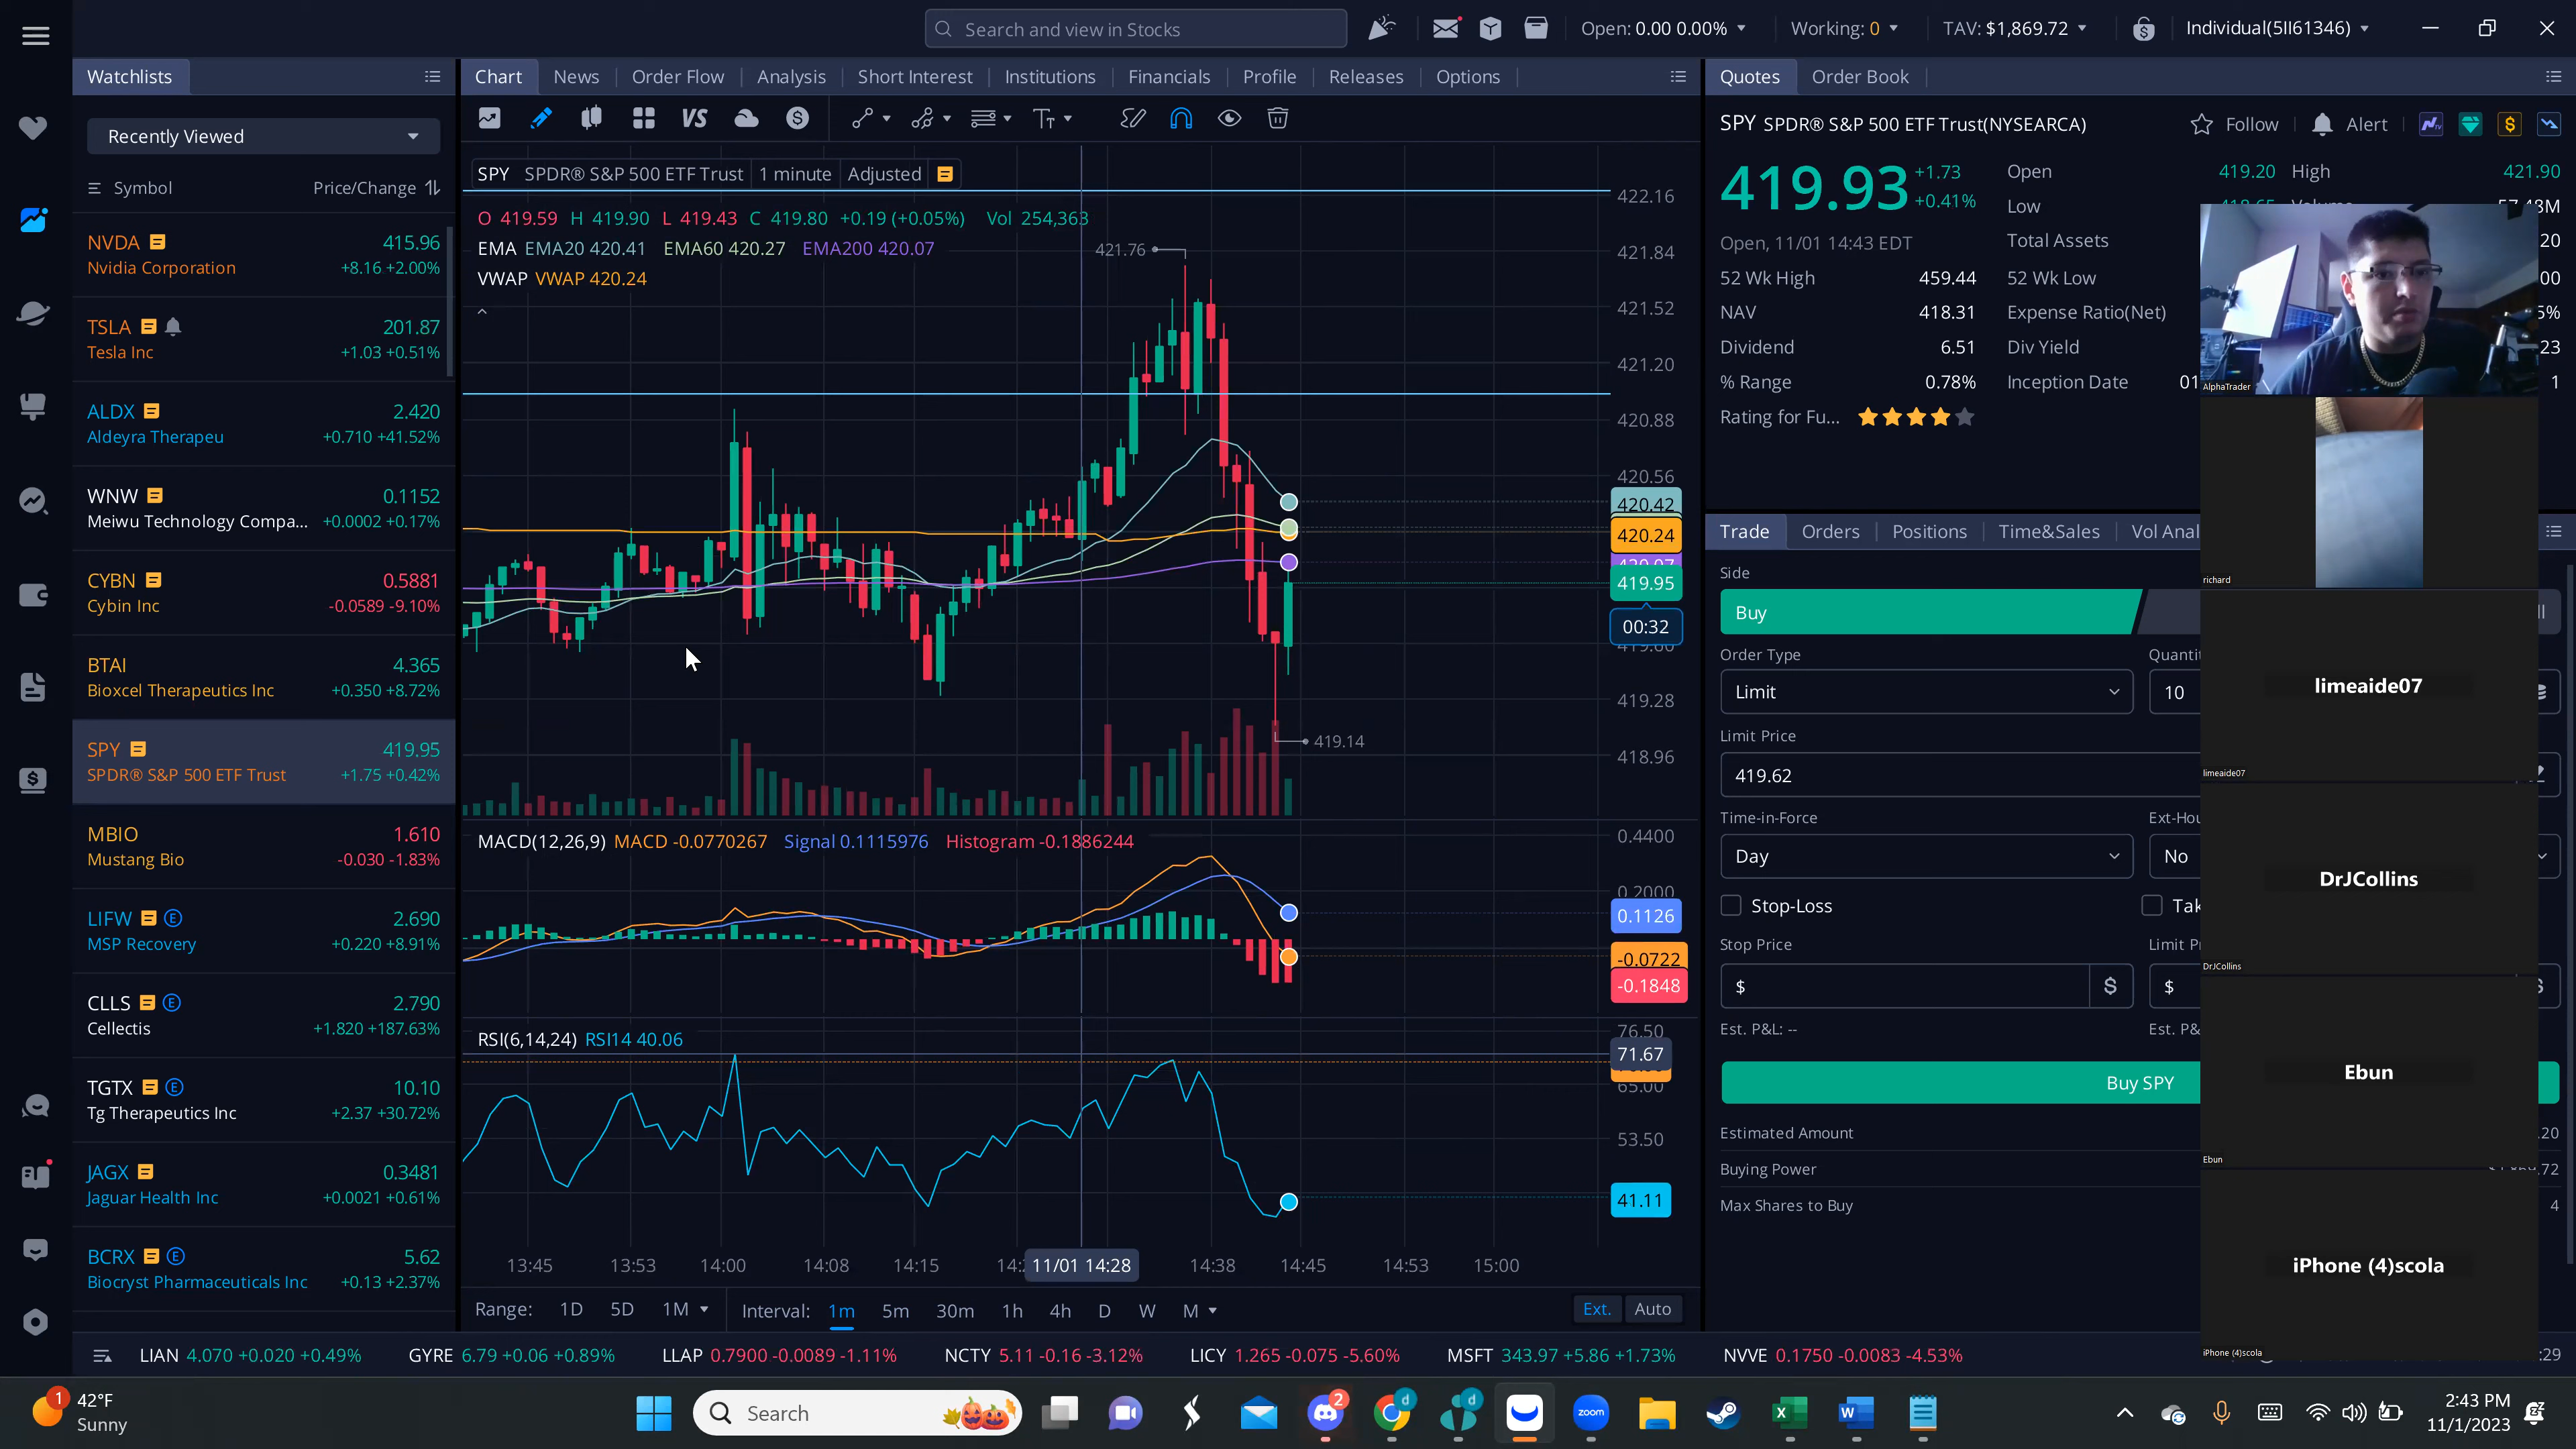 Search and view in Stocks
Open: 0.00 0.00%
Working: 0
TAV: $1,869.72
Individual(5II61346)
Watchlists
Recently Viewed
Symbol Price/Change
NVDA 415.96
Nvidia Corporation +8.16 +2.00%
TSLA 201.87
Tesla Inc +1.03 +0.51%
ALDX 2.420
Aldeyra Therapeu +0.710 +41.52%
WNW 0.1152
Meiwu Technology Compa... +0.0002 +0.17%
CYBN 0.5881
Cybin Inc -0.0589 -9.10%
BTAI 4.365
Bioxcel Therapeutics Inc +0.350 +8.72%
SPY 419.95
SPDR® S&P 500 ETF Trust +1.75 +0.42%
MBIO 1.610
Mustang Bio -0.030 -1.83%
LIFW E 2.690
MSP Recovery +0.220 +8.91%
CLLS E 2.790
Cellectis +1.820 +187.63%
TGTX E 10.10
Tg Therapeutics Inc +2.37 +30.72%
JAGX 0.3481
Jaguar Health Inc +0.0021 +0.61%
BCRX E 5.62
Biocryst Pharmaceuticals Inc +0.13 +2.37%
Chart News Order Flow Analysis Short Interest Institutions Financials Profile Releases Options
VS
SPY SPDR® S&P 500 ETF Trust 1 minute Adjusted
O 419.59 H 419.90 L 419.43 C 419.80 +0.19 (+0.05%) Vol 254,363
EMA EMA20 420.41 EMA60 420.27 EMA200 420.07
VWAP VWAP 420.24
421.76
419.14
422.16
421.84
421.52
421.20
420.88
420.56
420.42
420.24
419.95
00:32
419.28
418.96
MACD(12,26,9) MACD -0.0770267 Signal 0.1115976 Histogram -0.1886244
0.4400
0.2000
0.1126
-0.0722
-0.1848
RSI(6,14,24) RSI14 40.06
76.50
71.67
65.00
53.50
41.11
13:45 13:53 14:00 14:08 14:15 11/01 14:28 14:38 14:45 14:53 15:00
Range: 1D 5D 1M Interval: 1m 5m 30m 1h 4h D W M Ext. Auto
Quotes Order Book
SPY SPDR® S&P 500 ETF Trust(NYSEARCA) Follow Alert
419.93 +1.73 +0.41%
Open, 11/01 14:43 EDT
Open 419.20 High 421.90
Low
Total Assets
52 Wk High 459.44 52 Wk Low
NAV 418.31 Expense Ratio(Net)
Dividend 6.51 Div Yield
% Range 0.78% Inception Date 01
Rating for Fu...
Trade Orders Positions Time&Sales Vol Anal
Side
Buy
Order Type
Limit
10
Limit Price
419.62
Time-in-Force
Day
No
Stop-Loss
Tak
Stop Price
$ $
$
Est. P&L: --
Buy SPY
Estimated Amount
Buying Power
Max Shares to Buy 4
AlphaTrader
richard
limeaide07
limeaide07
DrJCollins
DrJCollins
Ebun
Ebun
iPhone (4)scola
iPhone (4)scola
LIAN 4.070 +0.020 +0.49% GYRE 6.79 +0.06 +0.89% LLAP 0.7900 -0.0089 -1.11% NCTY 5.11 -0.16 -3.12% LICY 1.265 -0.075 -5.60% MSFT 343.97 +5.86 +1.73% NVVE 0.1750 -0.0083 -4.53%
1
42°F
Sunny
Search
2
zoom
2:43 PM
11/1/2023